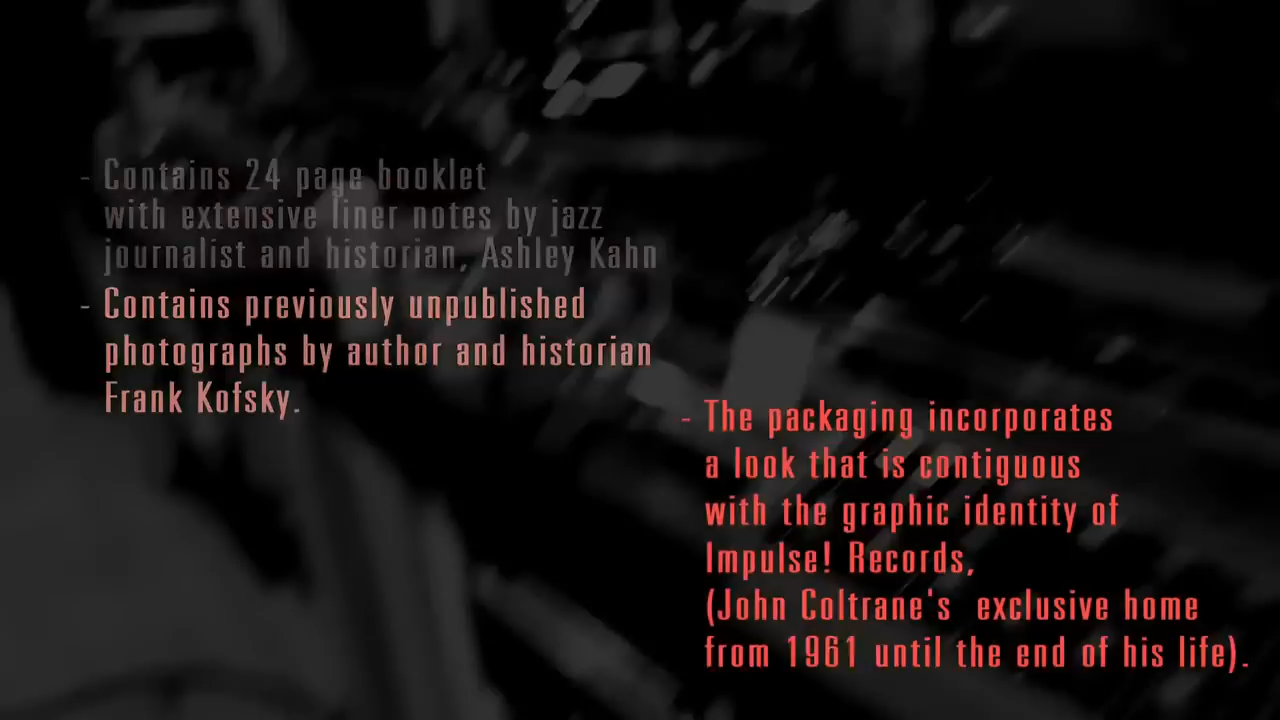 - Contains 24 page booklet
with extensive liner notes by jazz
journalist and historian, Ashley Kahn
- Contains previously unpublished
photographs by author and historian
Frank Kofsky.
- The packaging incorporates
a look that is contiguous
with the graphic identity of
Impulse! Records,
(John Coltrane's  exclusive home
from 1961 until the end of his life).